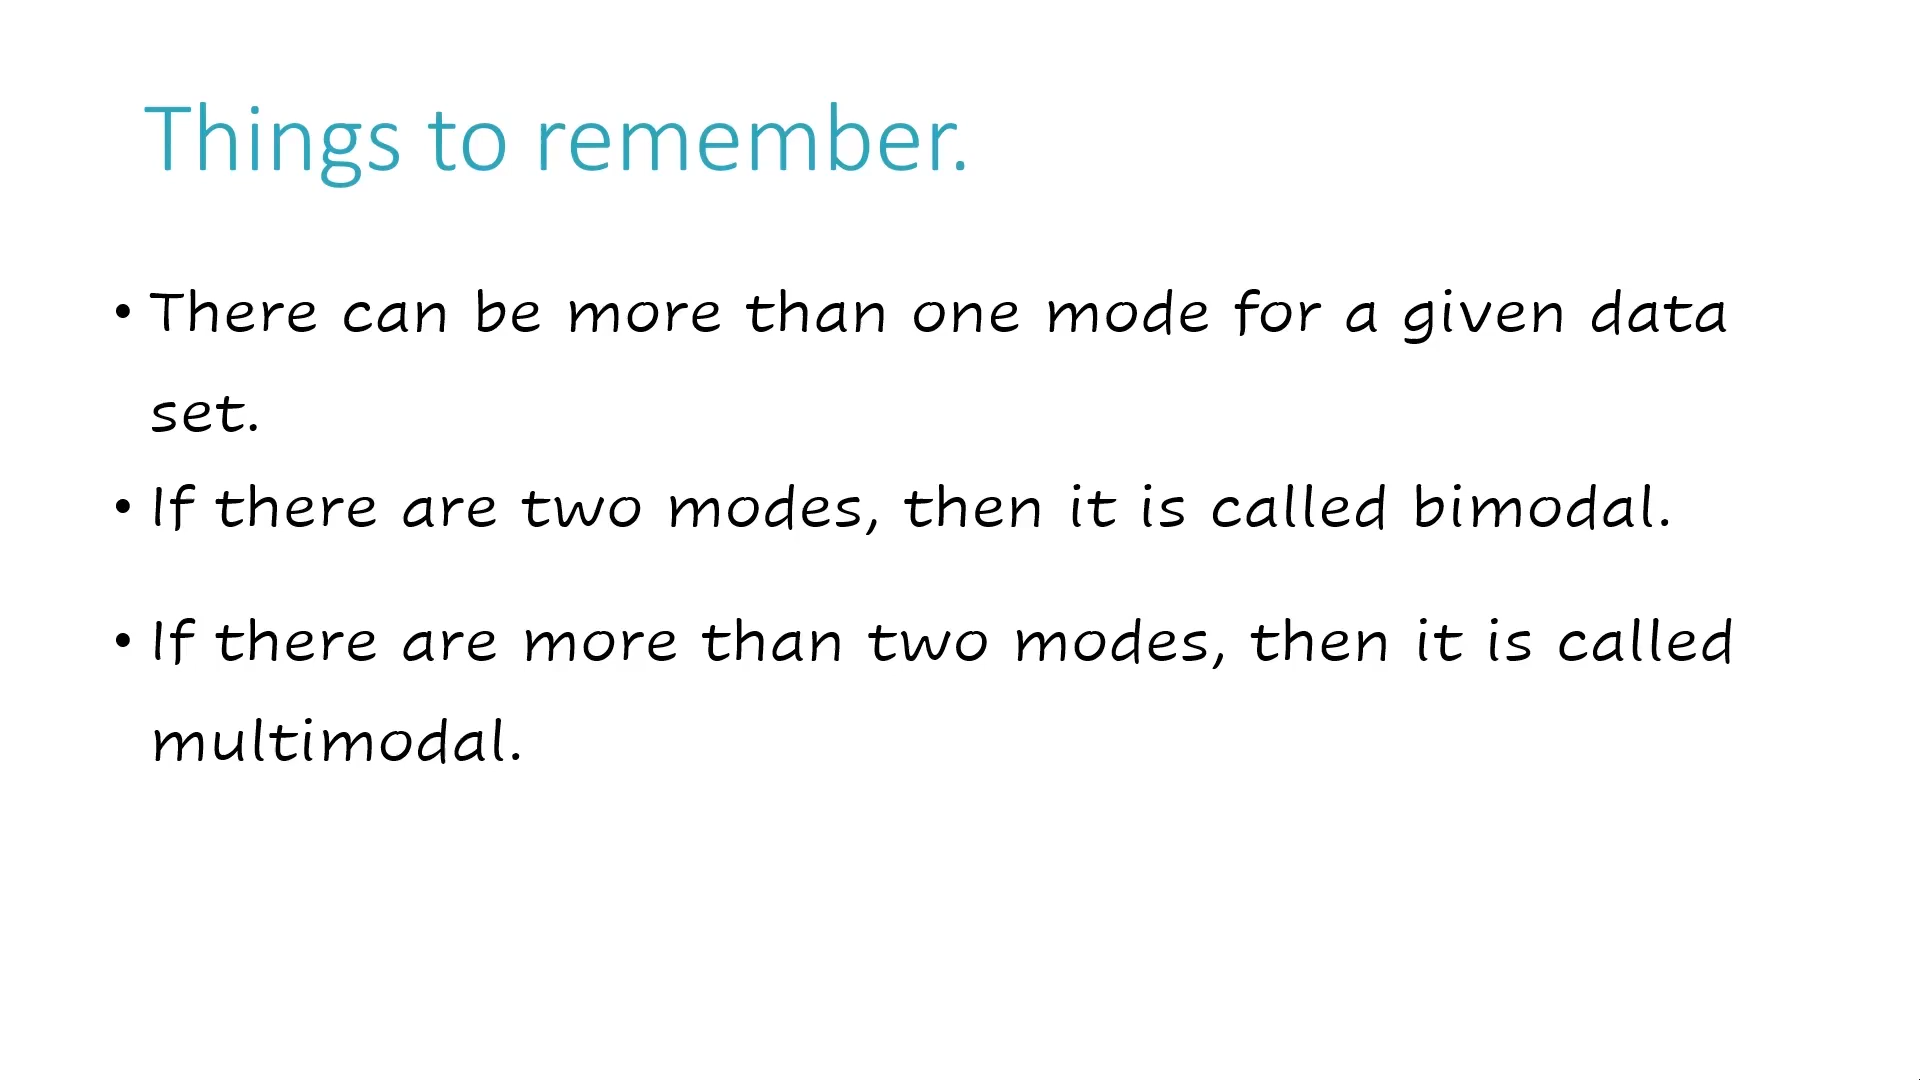 Things to remember.
• There can be more than one mode for a given data
set.
• If there are two modes, then it is called bimodal.
• If there are more than two modes, then it is called
multimodal.